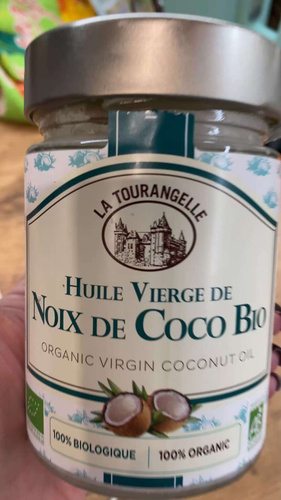 LA TOURANGELLE
HUILE VIERGE DE
NOIX DE COCO BIO
ORGANIC VIRGIN COCONUT OIL
100% BIOLOGIQUE | 100% ORGANIC